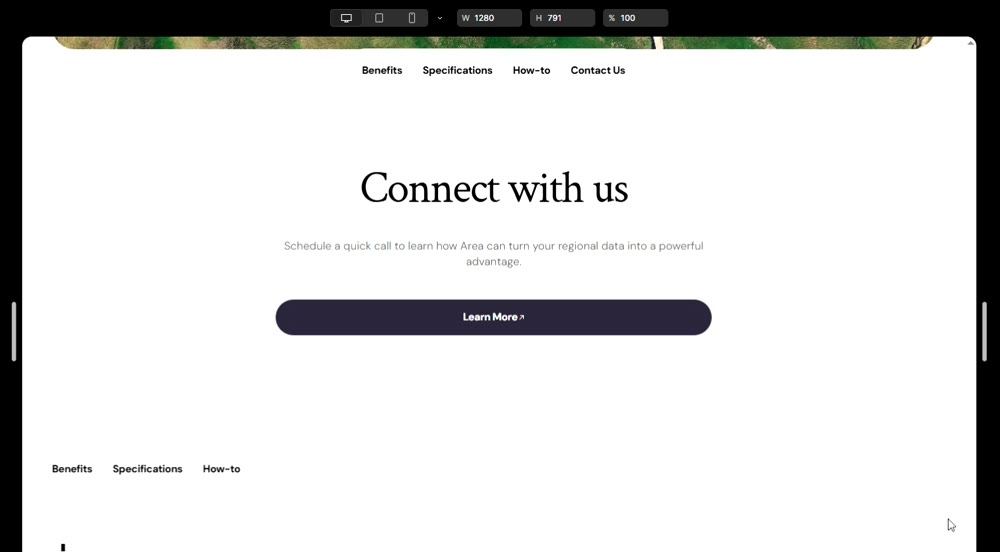 W 1280 H 791 % 100
Benefits Specifications How-to Contact Us
Connect with us
Schedule a quick call to learn how Area can turn your regional data into a powerful
advantage.
Learn More↗
Benefits Specifications How-to